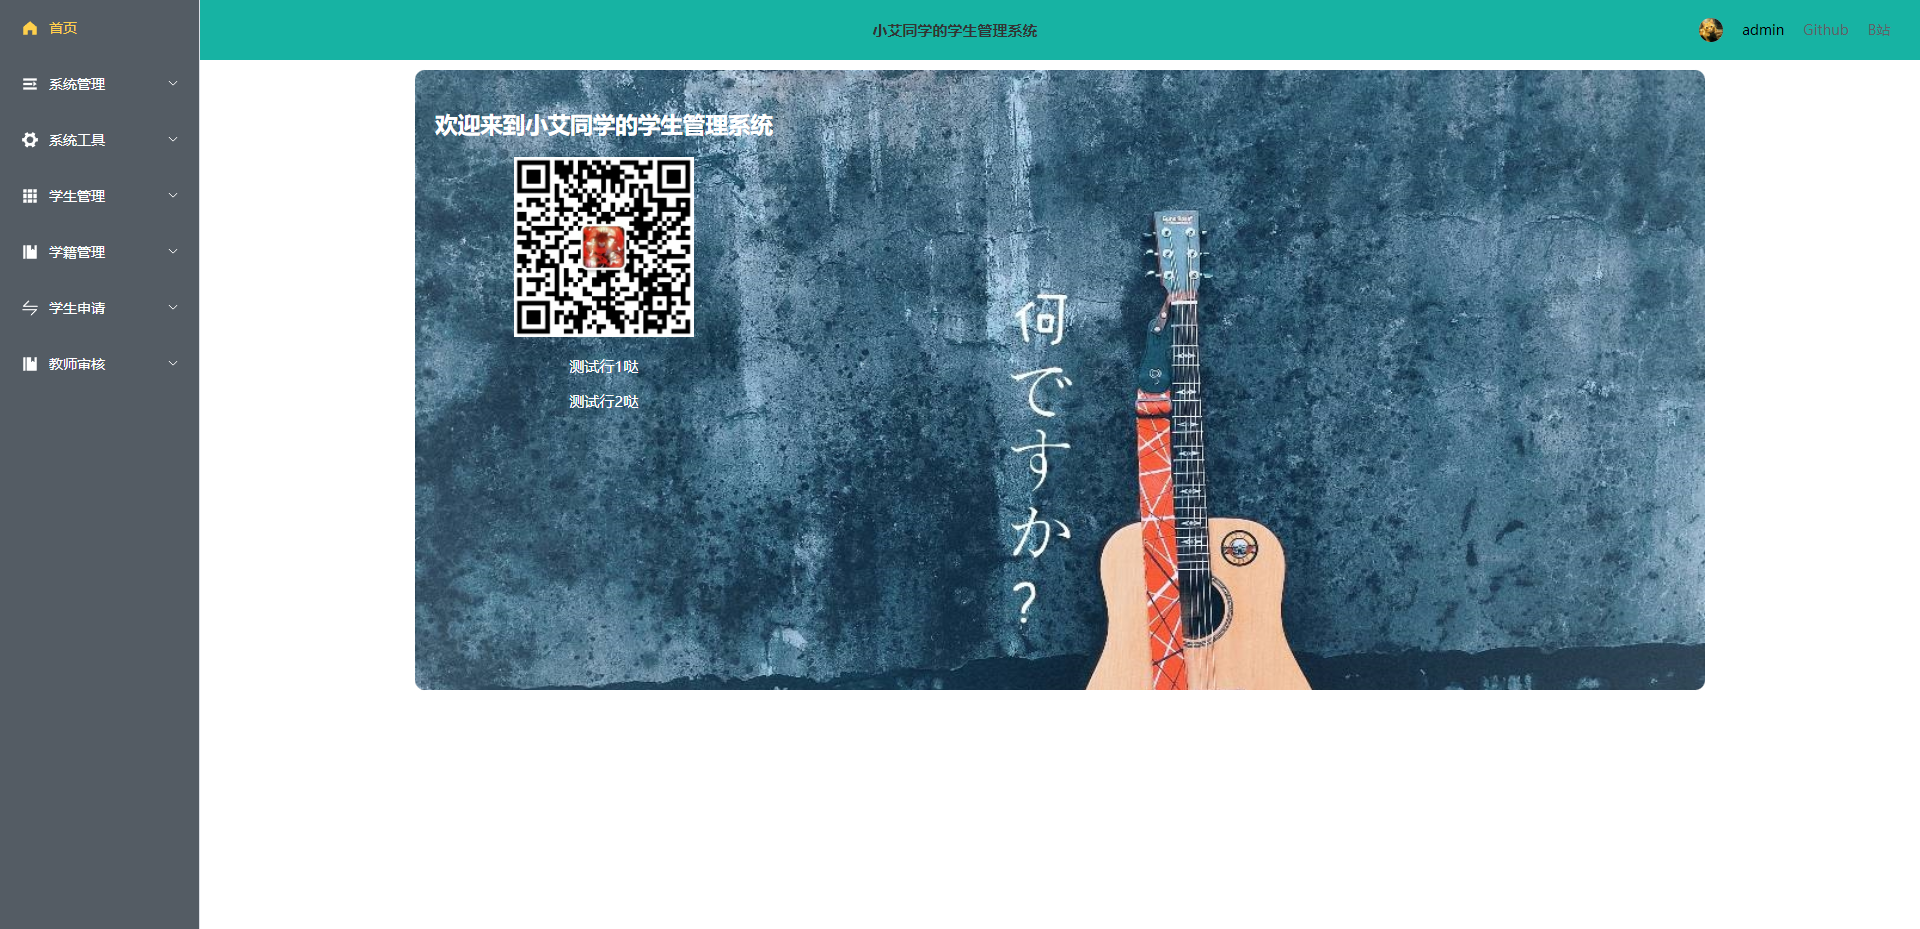 首页
系统管理
系统工具
学生管理
学籍管理
学生申请
教师审核
小艾同学的学生管理系统
admin Github B站
欢迎来到小艾同学的学生管理系统
测试行1哒
测试行2哒
何ですか?